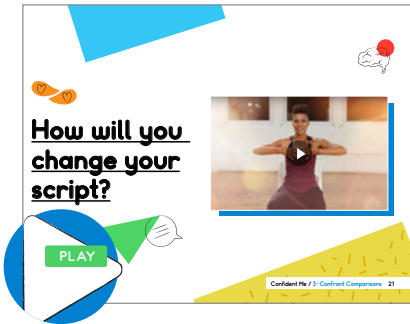 How will you
change your
script?
PLAY
Confident Me / 3-Confront Comparisons 21